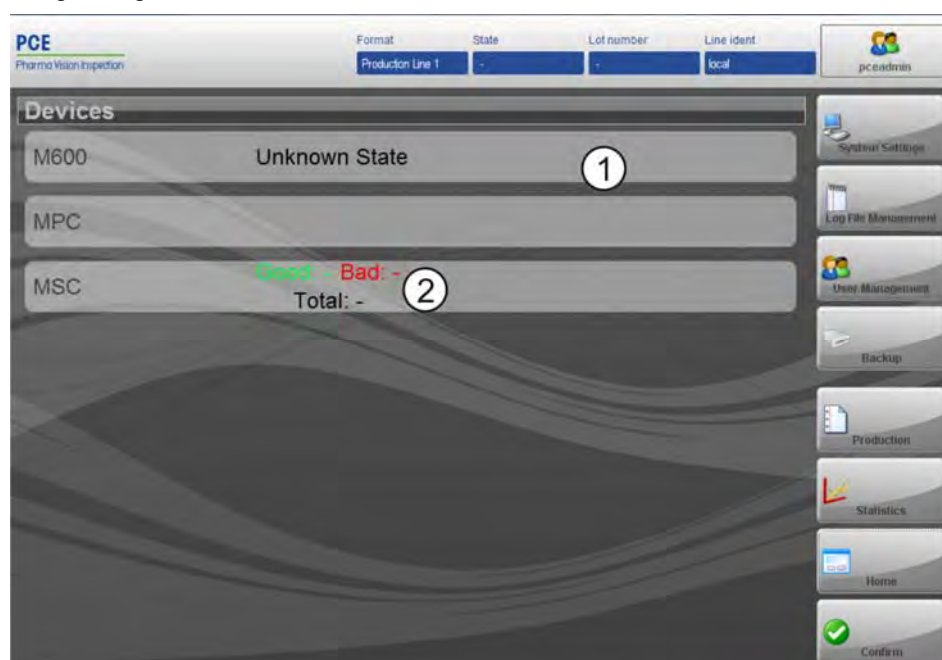 PCE
Pharma Vision Inspection
Format State Lot number Line ident
Production Line 1 - - local
pceadmin
Devices
M600 Unknown State 1
MPC
MSC Good: - Bad: - 2
Total: -
System Settings
Log File Management
User Management
Backup
Production
Statistics
Home
Confirm